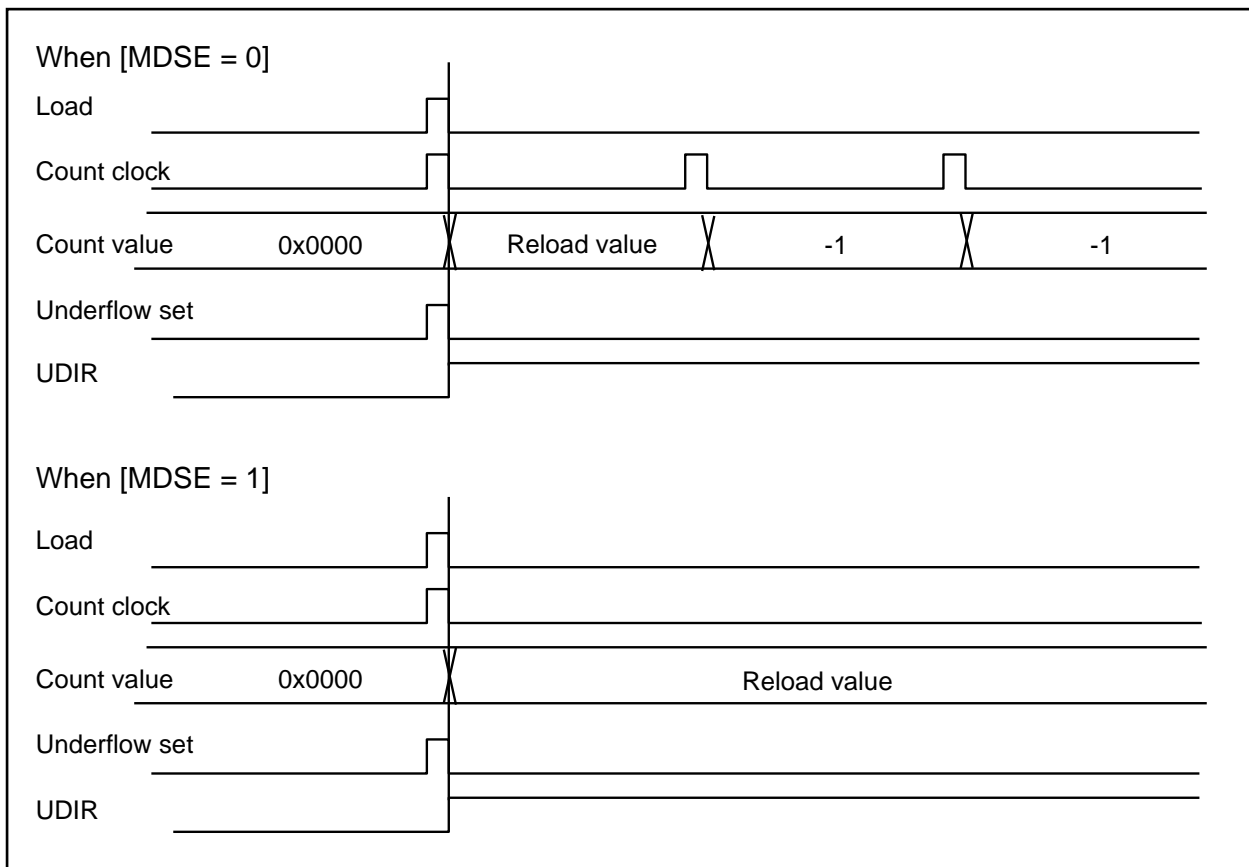 When [MDSE = 0]
Load
Count clock
Count value 0x0000 Reload value -1 -1
Underflow set
UDIR
When [MDSE = 1]
Load
Count clock
Count value 0x0000 Reload value
Underflow set
UDIR